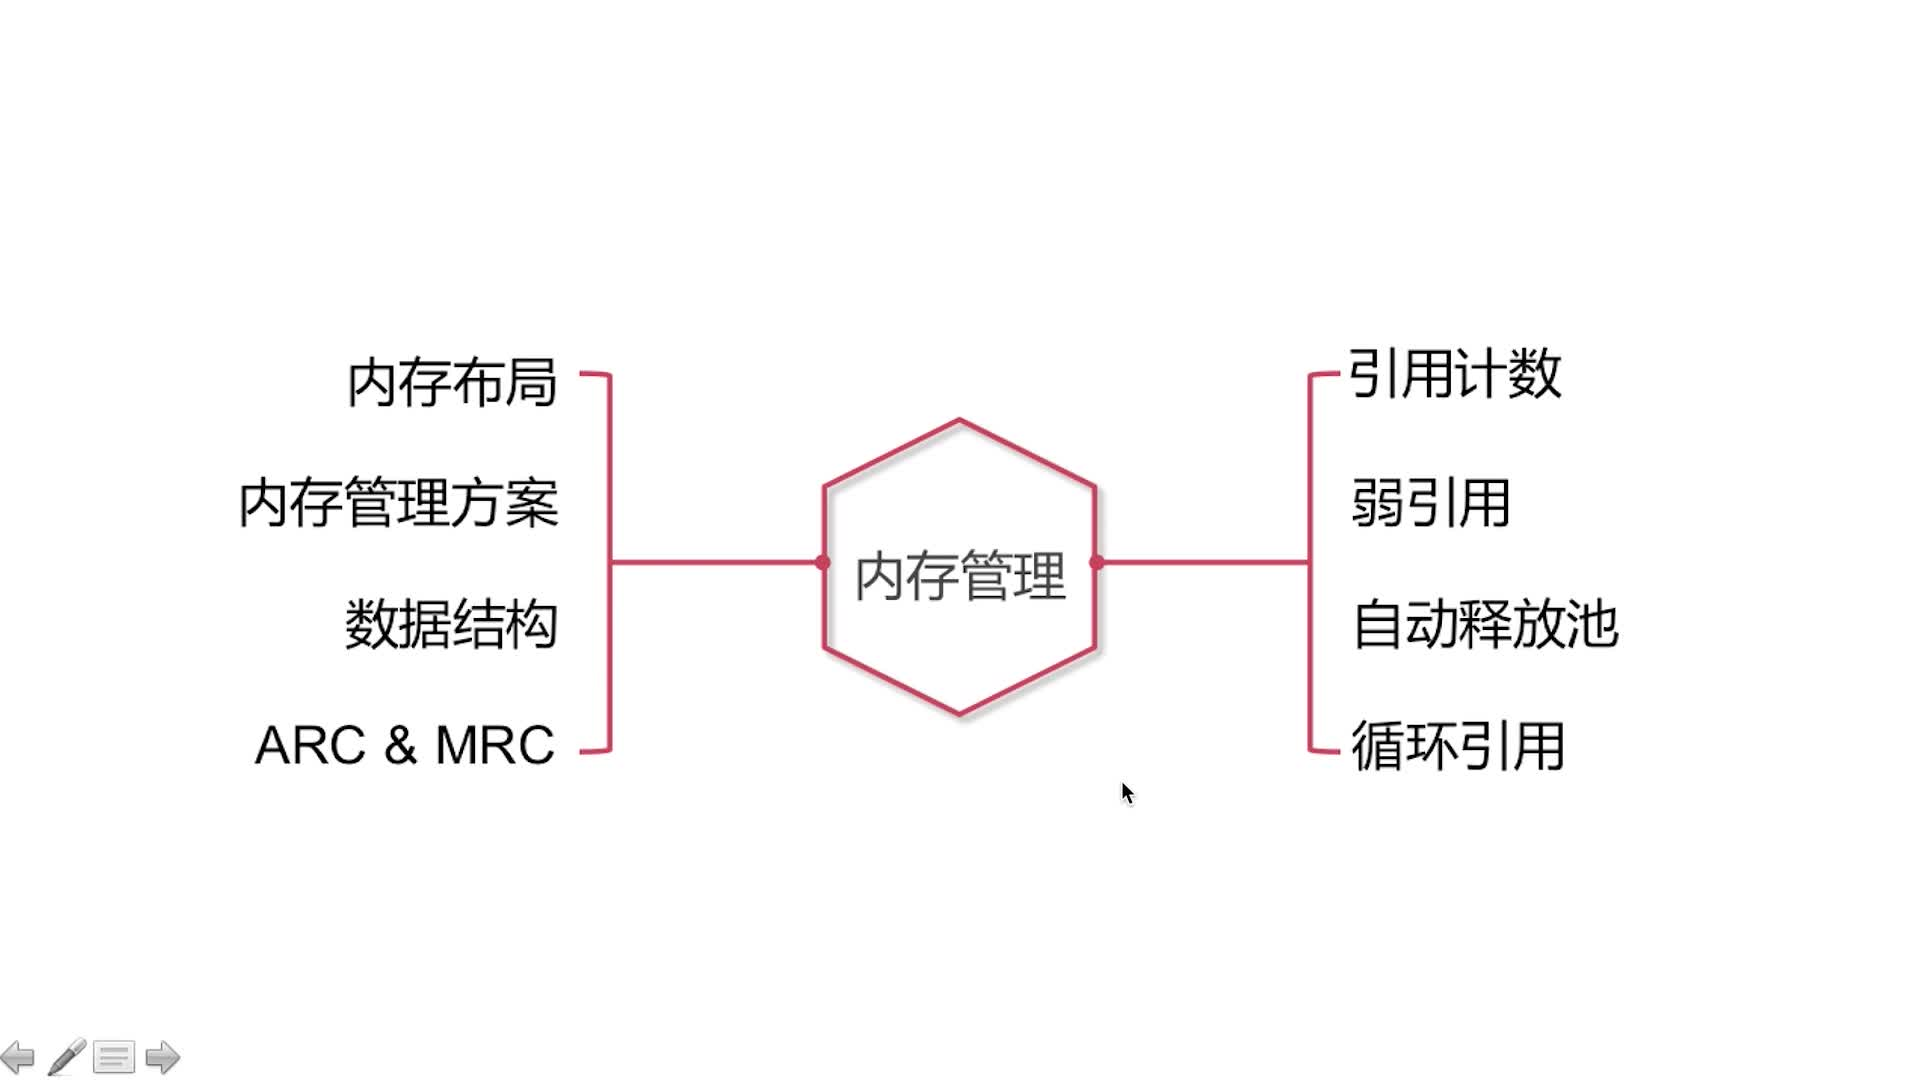 内存布局
内存管理方案
数据结构
ARC & MRC
内存管理
引用计数
弱引用
自动释放池
循环引用